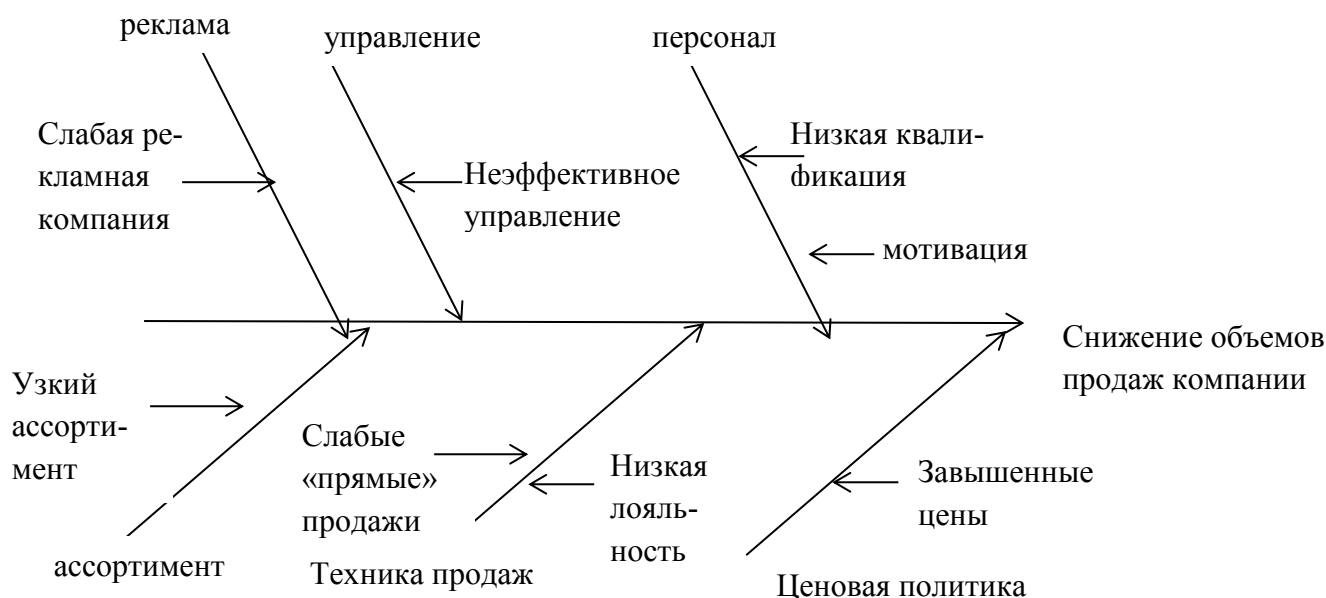 реклама
управление
персонал
Слабая ре-
кламная
компания
Неэффективное
управление
Низкая квали-
фикация
мотивация
Снижение объемов
продаж компании
Узкий
ассорти-
мент
Слабые
«прямые»
продажи
Низкая
лояль-
ность
Завышенные
цены
ассортимент
Техника продаж
Ценовая политика